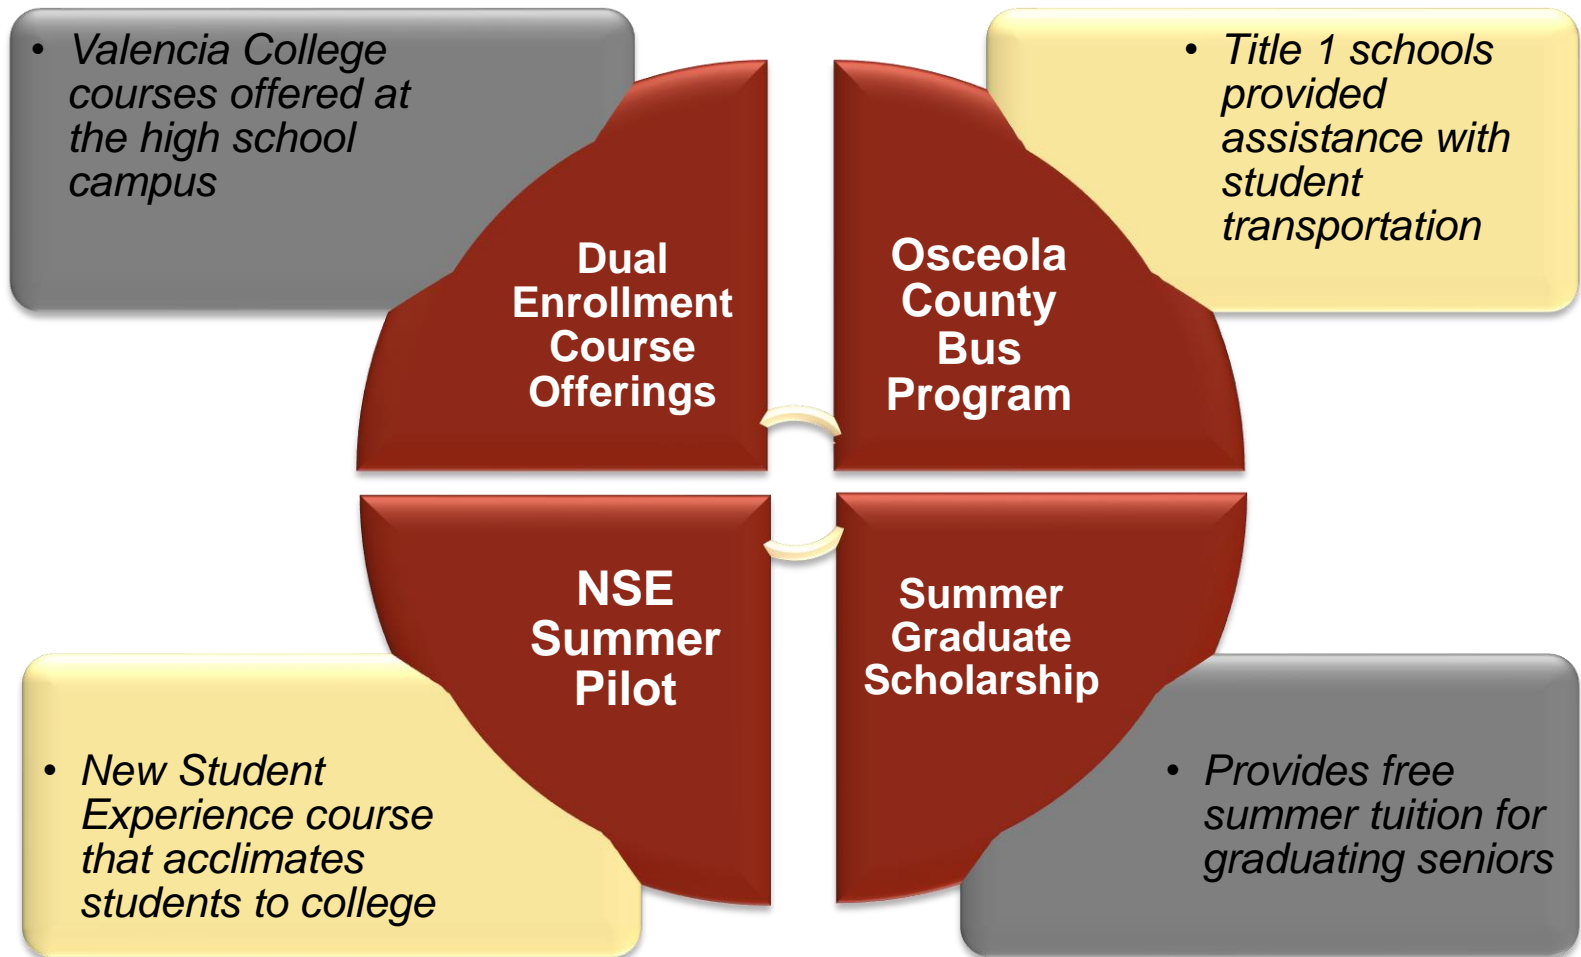 • Valencia College
courses offered at
the high school
campus
Dual
Enrollment
Course
Offerings
• Title 1 schools
provided
assistance with
student
transportation
Osceola
County
Bus
Program
NSE
Summer
Pilot
• New Student
Experience course
that acclimates
students to college
Summer
Graduate
Scholarship
• Provides free
summer tuition for
graduating seniors